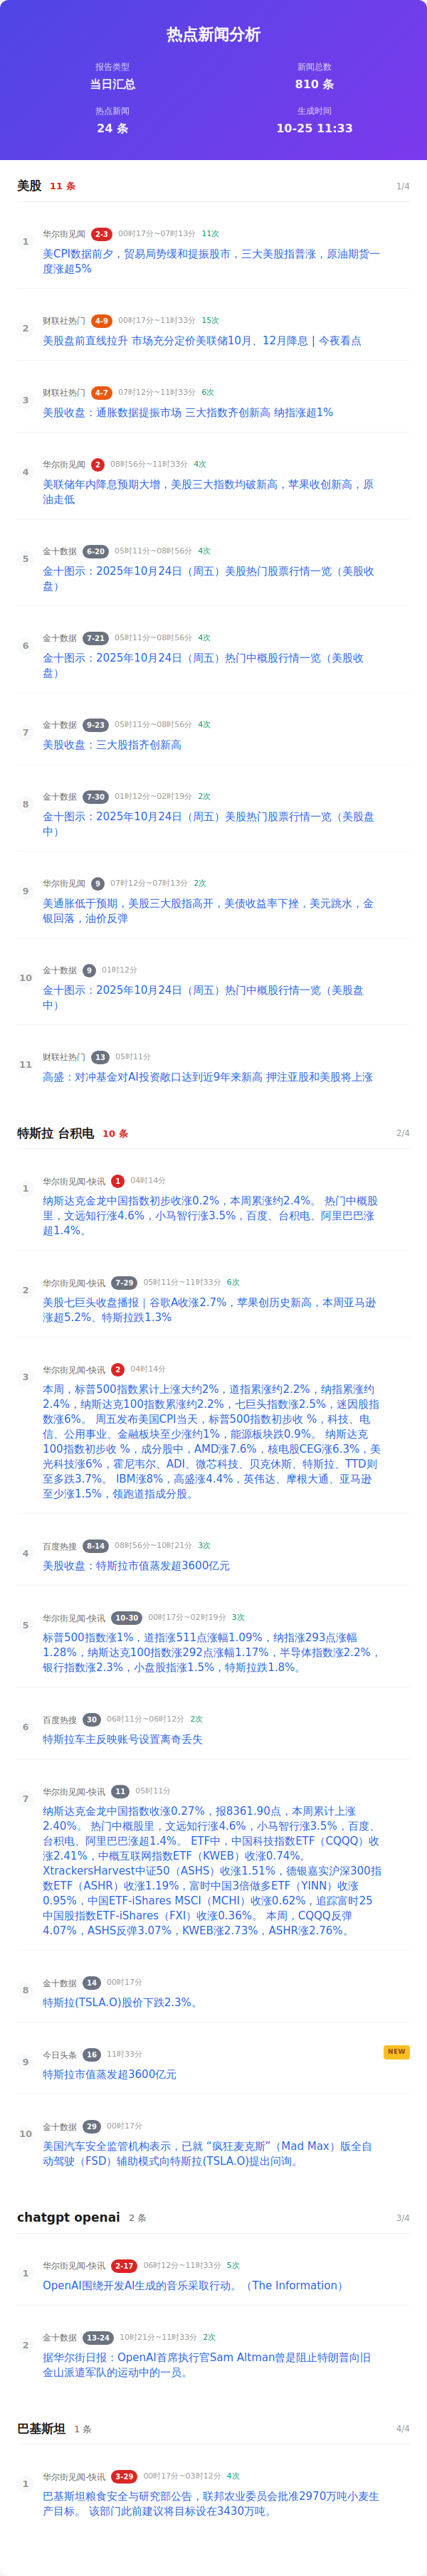 热点新闻分析
报告类型
当日汇总
新闻总数
810 条
热点新闻
24 条
生成时间
10-25 11:33
美股 11 条 1/4
1
华尔街见闻 2-3 00时17分~07时13分 11次
美CPI数据前夕，贸易局势缓和提振股市，三大美股指普涨，原油期货一
度涨超5%
2
财联社热门 4-9 00时17分~11时33分 15次
美股盘前直线拉升 市场充分定价美联储10月、12月降息 | 今夜看点
3
财联社热门 4-7 07时12分~11时33分 6次
美股收盘：通胀数据提振市场 三大指数齐创新高 纳指涨超1%
4
华尔街见闻 2 08时56分~11时33分 4次
美联储年内降息预期大增，美股三大指数均破新高，苹果收创新高，原
油走低
5
金十数据 6-20 05时11分~08时56分 4次
金十图示：2025年10月24日（周五）美股热门股票行情一览（美股收
盘）
6
金十数据 7-21 05时11分~08时56分 4次
金十图示：2025年10月24日（周五）热门中概股行情一览（美股收
盘）
7
金十数据 9-23 05时11分~08时56分 4次
美股收盘：三大股指齐创新高
8
金十数据 7-30 01时12分~02时19分 2次
金十图示：2025年10月24日（周五）美股热门股票行情一览（美股盘
中）
9
华尔街见闻 9 07时12分~07时13分 2次
美通胀低于预期，美股三大股指高开，美债收益率下挫，美元跳水，金
银回落，油价反弹
10
金十数据 9 01时12分
金十图示：2025年10月24日（周五）热门中概股行情一览（美股盘
中）
11
财联社热门 13 05时11分
高盛：对冲基金对AI投资敞口达到近9年来新高 押注亚股和美股将上涨
特斯拉 台积电 10 条 2/4
1
华尔街见闻-快讯 1 04时14分
纳斯达克金龙中国指数初步收涨0.2%，本周累涨约2.4%。 热门中概股
里，文远知行涨4.6%，小马智行涨3.5%，百度、台积电、阿里巴巴涨
超1.4%。
2
华尔街见闻-快讯 7-29 05时11分~11时33分 6次
美股七巨头收盘播报｜谷歌A收涨2.7%，苹果创历史新高，本周亚马逊
涨超5.2%、特斯拉跌1.3%
3
华尔街见闻-快讯 2 04时14分
本周，标普500指数累计上涨大约2%，道指累涨约2.2%，纳指累涨约
2.4%，纳斯达克100指数累涨约2.2%，七巨头指数涨2.5%，迷因股指
数涨6%。 周五发布美国CPI当天，标普500指数初步收 %，科技、电
信、公用事业、金融板块至少涨约1%，能源板块跌0.9%。 纳斯达克
100指数初步收 %，成分股中，AMD涨7.6%，核电股CEG涨6.3%，美
光科技涨6%，霍尼韦尔、ADI、微芯科技、贝克休斯、特斯拉、TTD则
至多跌3.7%。 IBM涨8%，高盛涨4.4%，英伟达、摩根大通、亚马逊
至少涨1.5%，领跑道指成分股。
4
百度热搜 8-14 08时56分~10时21分 3次
美股收盘：特斯拉市值蒸发超3600亿元
5
华尔街见闻-快讯 10-30 00时17分~02时19分 3次
标普500指数涨1%，道指涨511点涨幅1.09%，纳指涨293点涨幅
1.28%，纳斯达克100指数涨292点涨幅1.17%，半导体指数涨2.2%，
银行指数涨2.3%，小盘股指涨1.5%，特斯拉跌1.8%。
6
百度热搜 30 06时11分~06时12分 2次
特斯拉车主反映账号设置离奇丢失
7
华尔街见闻-快讯 11 05时11分
纳斯达克金龙中国指数收涨0.27%，报8361.90点，本周累计上涨
2.40%。 热门中概股里，文远知行收涨4.6%，小马智行涨3.5%，百度、
台积电、阿里巴巴涨超1.4%。 ETF中，中国科技指数ETF（CQQQ）收
涨2.41%，中概互联网指数ETF（KWEB）收涨0.74%。
XtrackersHarvest中证50（ASHS）收涨1.51%，德银嘉实沪深300指
数ETF（ASHR）收涨1.19%，富时中国3倍做多ETF（YINN）收涨
0.95%，中国ETF-iShares MSCI（MCHI）收涨0.62%，追踪富时25
中国股指数ETF-iShares（FXI）收涨0.36%。 本周，CQQQ反弹
4.07%，ASHS反弹3.07%，KWEB涨2.73%，ASHR涨2.76%。
8
金十数据 14 00时17分
特斯拉(TSLA.O)股价下跌2.3%。
9
今日头条 16 11时33分 NEW
特斯拉市值蒸发超3600亿元
10
金十数据 29 00时17分
美国汽车安全监管机构表示，已就 “疯狂麦克斯”（Mad Max）版全自
动驾驶（FSD）辅助模式向特斯拉(TSLA.O)提出问询。
chatgpt openai 2 条 3/4
1
华尔街见闻-快讯 2-17 06时12分~11时33分 5次
OpenAI围绕开发AI生成的音乐采取行动。（The Information）
2
金十数据 13-24 10时21分~11时33分 2次
据华尔街日报：OpenAI首席执行官Sam Altman曾是阻止特朗普向旧
金山派遣军队的运动中的一员。
巴基斯坦 1 条 4/4
1
华尔街见闻-快讯 3-29 00时17分~03时12分 4次
巴基斯坦粮食安全与研究部公告，联邦农业委员会批准2970万吨小麦生
产目标。 该部门此前建议将目标设在3430万吨。